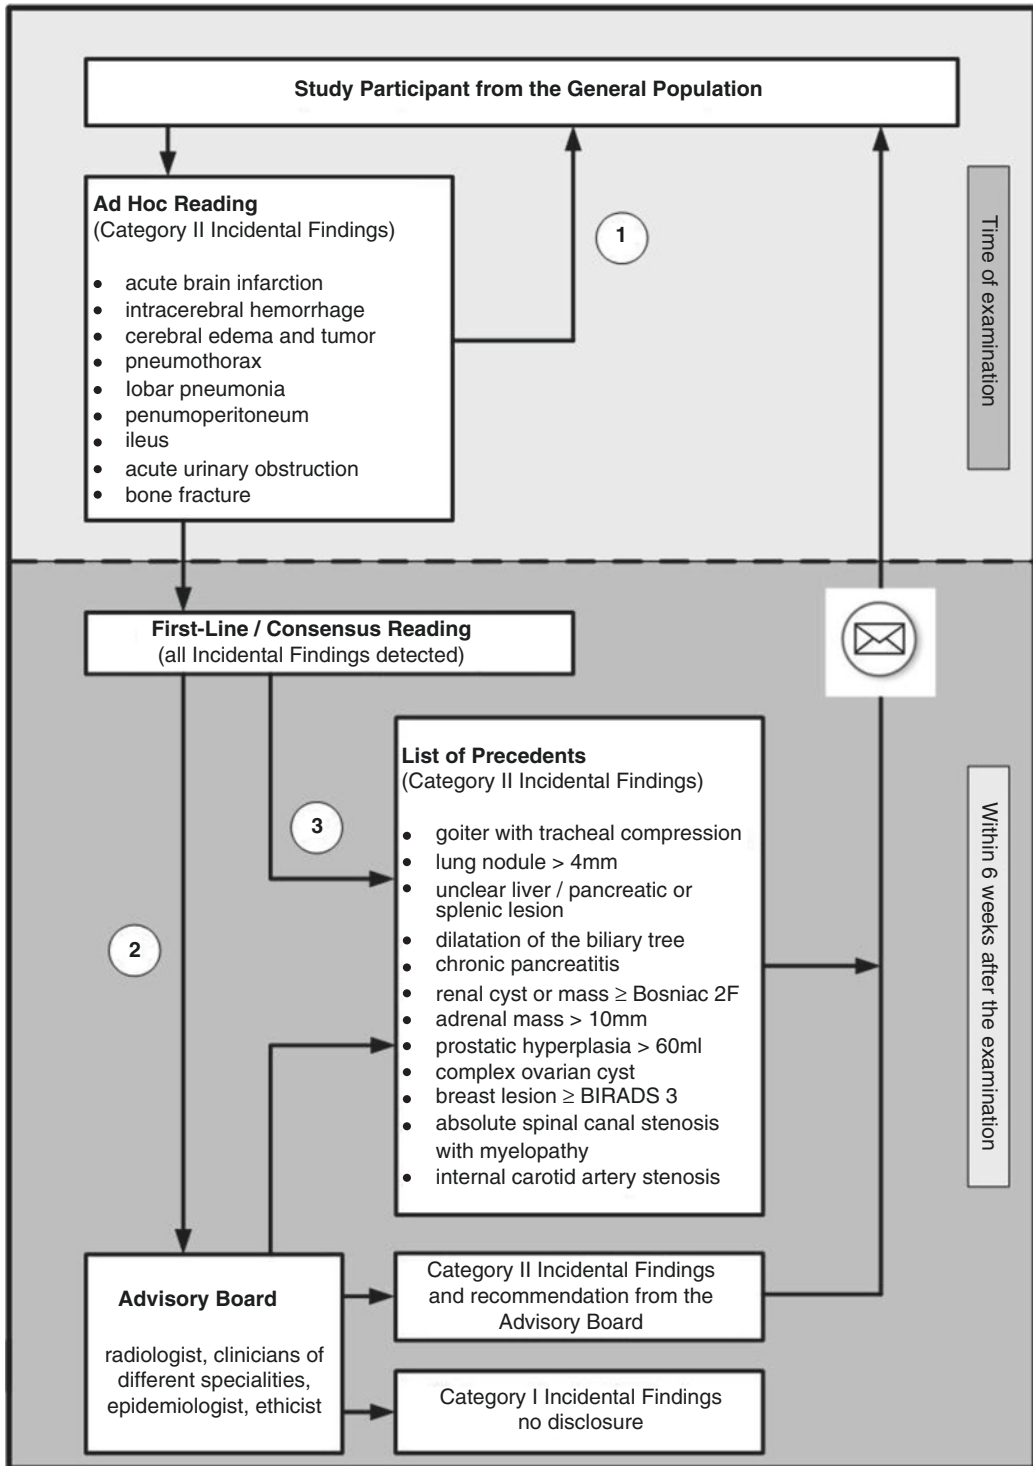 Study Participant from the General Population
Ad Hoc Reading
(Category II Incidental Findings)
• acute brain infarction
• intracerebral hemorrhage
• cerebral edema and tumor
• pneumothorax
• lobar pneumonia
• penumoperitoneum
• ileus
• acute urinary obstruction
• bone fracture
1
Time of examination
First-Line / Consensus Reading
(all Incidental Findings detected)
List of Precedents
(Category II Incidental Findings)
• goiter with tracheal compression
• lung nodule > 4mm
• unclear liver / pancreatic or
splenic lesion
• dilatation of the biliary tree
• chronic pancreatitis
• renal cyst or mass ≥ Bosniac 2F
• adrenal mass > 10mm
• prostatic hyperplasia > 60ml
• complex ovarian cyst
• breast lesion ≥ BIRADS 3
• absolute spinal canal stenosis
with myelopathy
• internal carotid artery stenosis
3
2
Within 6 weeks after the examination
Advisory Board
radiologist, clinicians of
different specialities,
epidemiologist, ethicist
Category II Incidental Findings
and recommendation from the
Advisory Board
Category I Incidental Findings
no disclosure